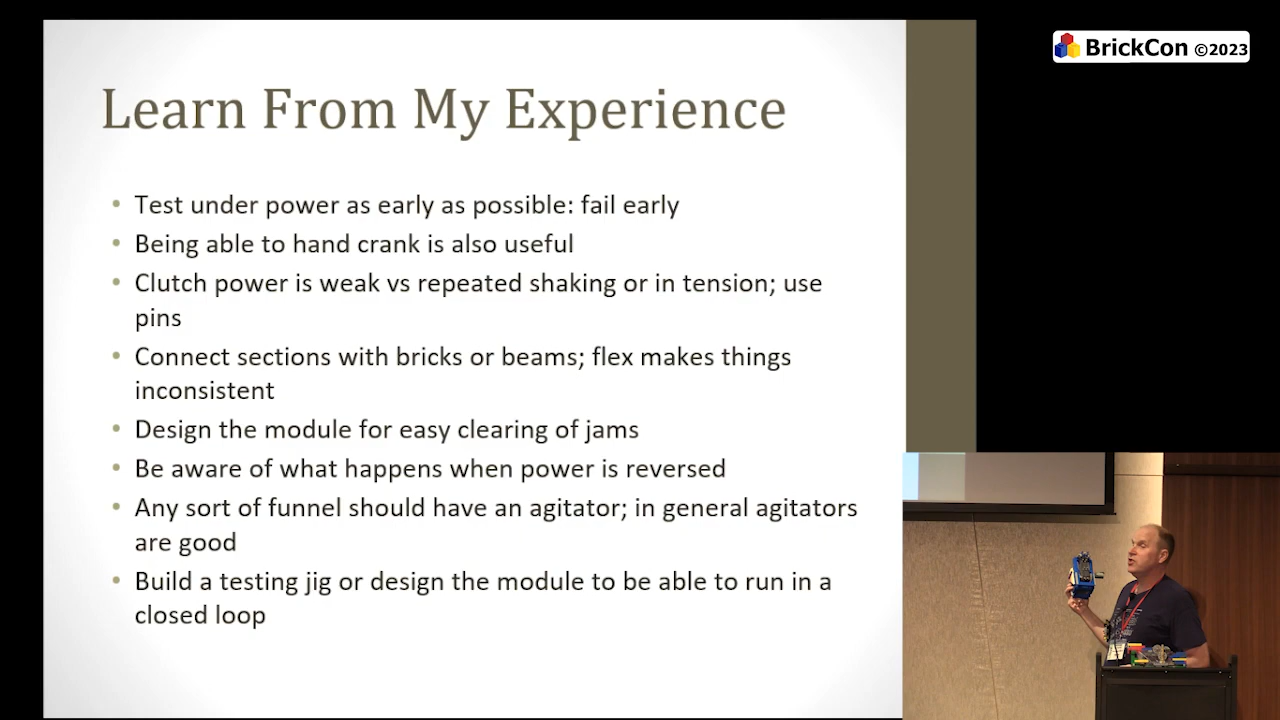 BrickCon ©2023
Learn From My Experience
• Test under power as early as possible: fail early
• Being able to hand crank is also useful
• Clutch power is weak vs repeated shaking or in tension; use
pins
• Connect sections with bricks or beams; flex makes things
inconsistent
• Design the module for easy clearing of jams
• Be aware of what happens when power is reversed
• Any sort of funnel should have an agitator; in general agitators
are good
• Build a testing jig or design the module to be able to run in a
closed loop